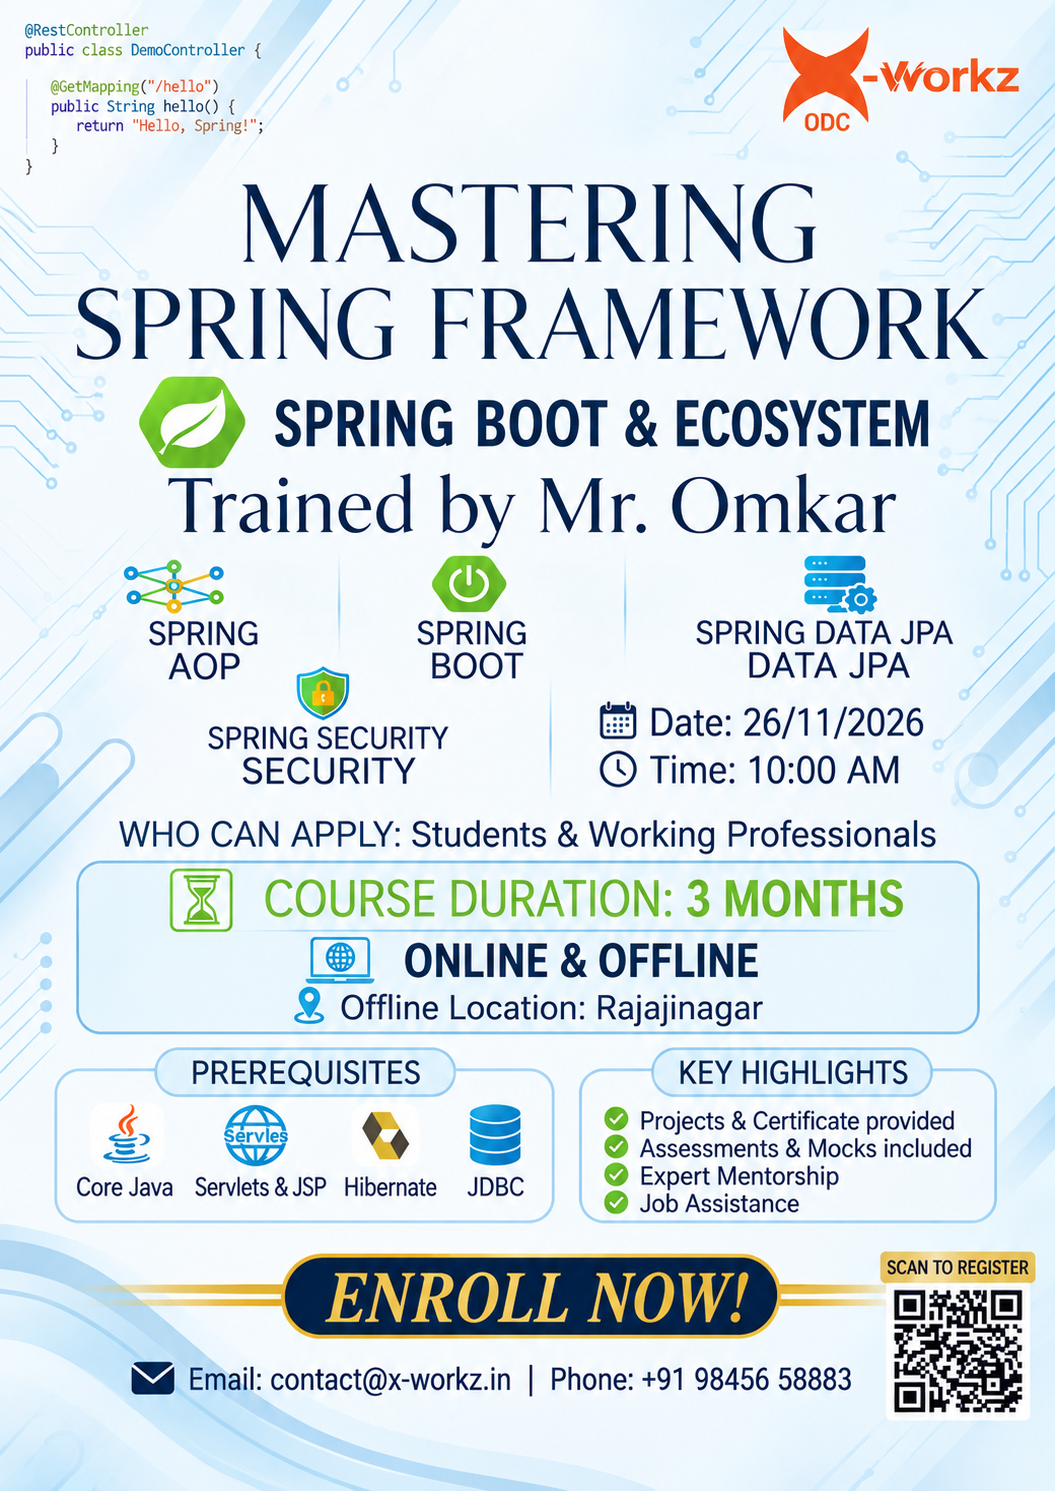 @RestController
public class DemoController {
@GetMapping("/hello")
public String hello() {
return "Hello, Spring!";
}
}
X-Workz
ODC
MASTERING
SPRING FRAMEWORK
SPRING BOOT & ECOSYSTEM
Trained by Mr. Omkar
SPRING
AOP
SPRING
BOOT
SPRING DATA JPA
DATA JPA
SPRING SECURITY
SECURITY
Date: 26/11/2026
Time: 10:00 AM
WHO CAN APPLY: Students & Working Professionals
COURSE DURATION: 3 MONTHS
ONLINE & OFFLINE
Offline Location: Rajajinagar
PREREQUISITES
Servles
Core Java
Servlets & JSP
Hibernate
JDBC
KEY HIGHLIGHTS
Projects & Certificate provided
Assessments & Mocks included
Expert Mentorship
Job Assistance
ENROLL NOW!
SCAN TO REGISTER
Email: contact@x-workz.in | Phone: +91 98456 58883